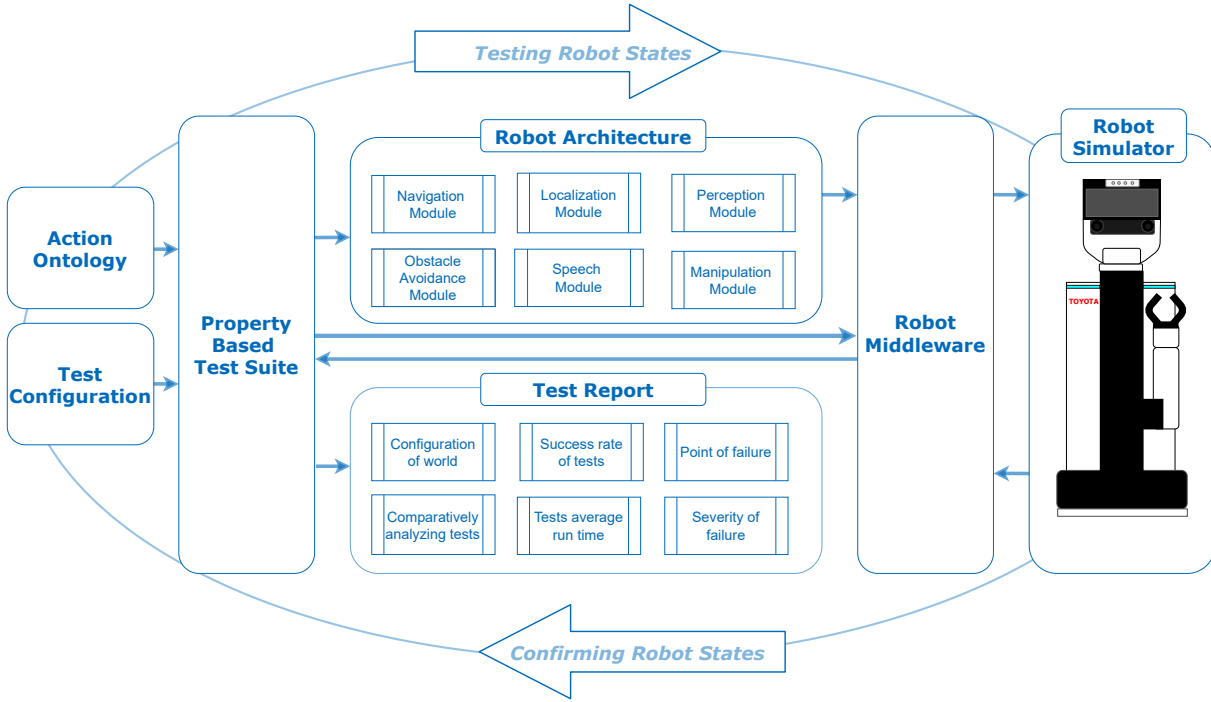 Testing Robot States
Action
Ontology
Test
Configuration
Property
Based
Test Suite
Robot Architecture
Navigation
Module
Localization
Module
Perception
Module
Obstacle
Avoidance
Module
Speech
Module
Manipulation
Module
Test Report
Configuration
of world
Success rate
of tests
Point of failure
Comparatively
analyzing tests
Tests average
run time
Severity of
failure
Robot
Middleware
Robot
Simulator
TOYOTA
Confirming Robot States